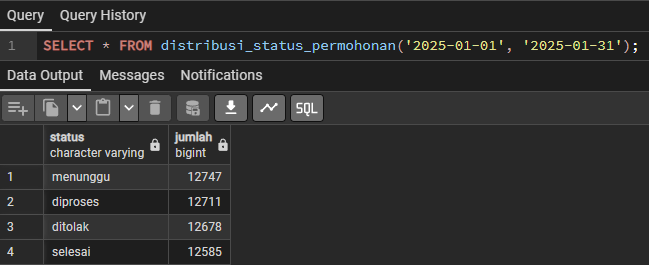 Query Query History
1 SELECT * FROM distribusi_status_permohonan('2025-01-01', '2025-01-31');
Data Output Messages Notifications
SQL
status jumlah
character varying bigint
1 menunggu 12747
2 diproses 12711
3 ditolak 12678
4 selesai 12585